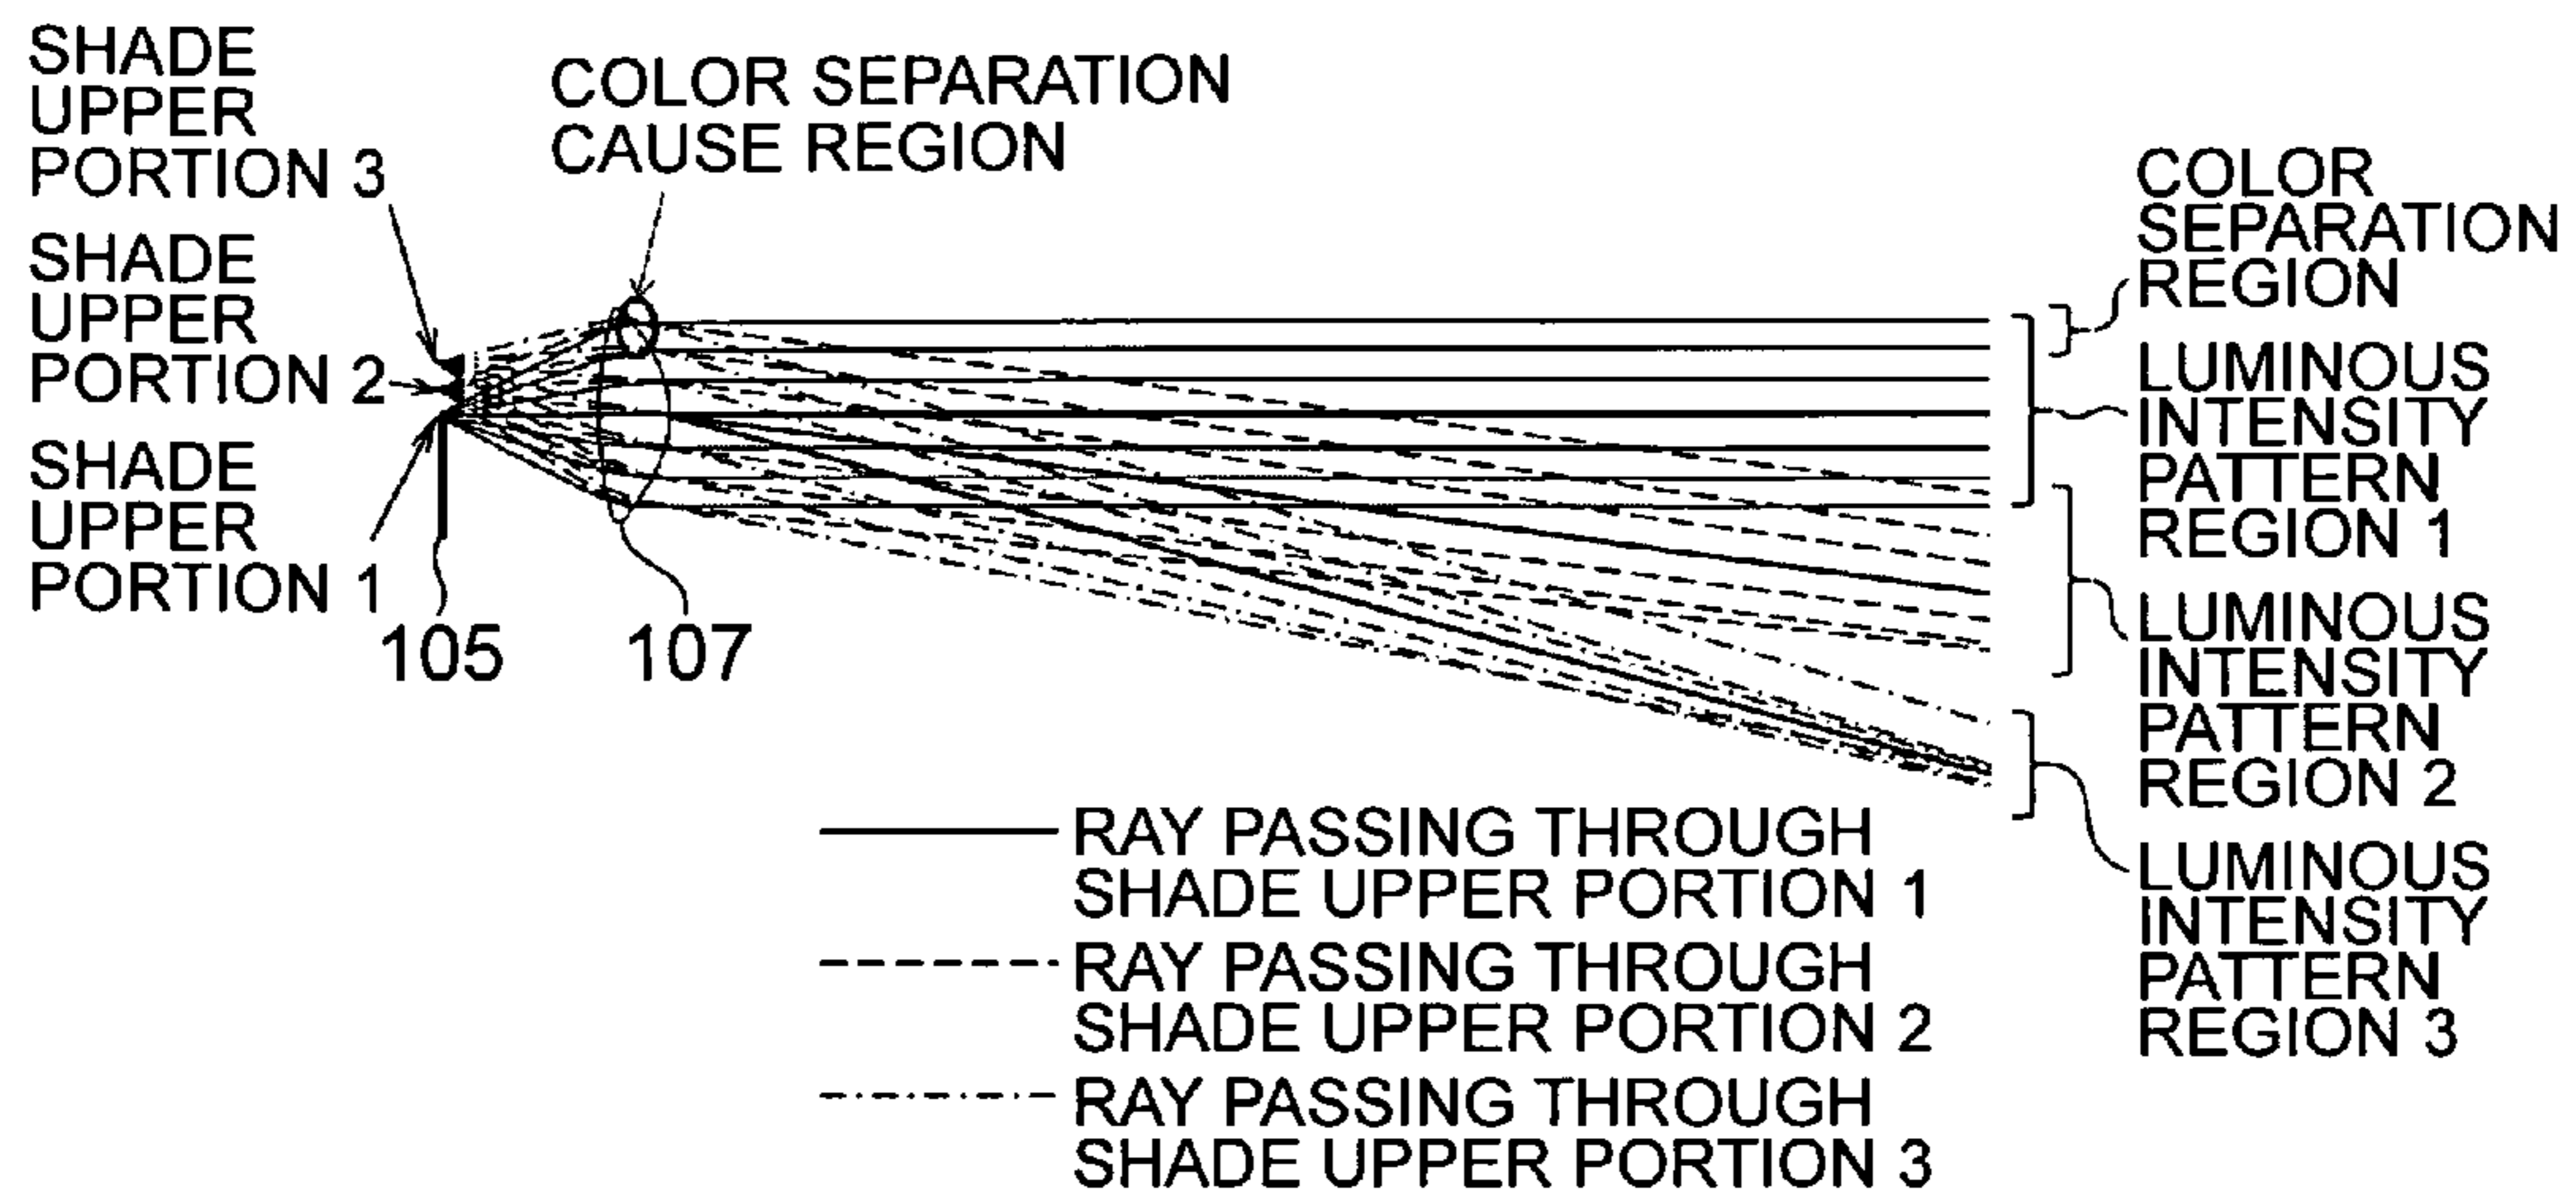 SHADE
UPPER
PORTION 3
SHADE
UPPER
PORTION 2
SHADE
UPPER
PORTION 1
COLOR SEPARATION
CAUSE REGION
105
107
COLOR
SEPARATION
REGION
LUMINOUS
INTENSITY
PATTERN
REGION 1
LUMINOUS
INTENSITY
PATTERN
REGION 2
LUMINOUS
INTENSITY
PATTERN
REGION 3
RAY PASSING THROUGH
SHADE UPPER PORTION 1
RAY PASSING THROUGH
SHADE UPPER PORTION 2
RAY PASSING THROUGH
SHADE UPPER PORTION 3